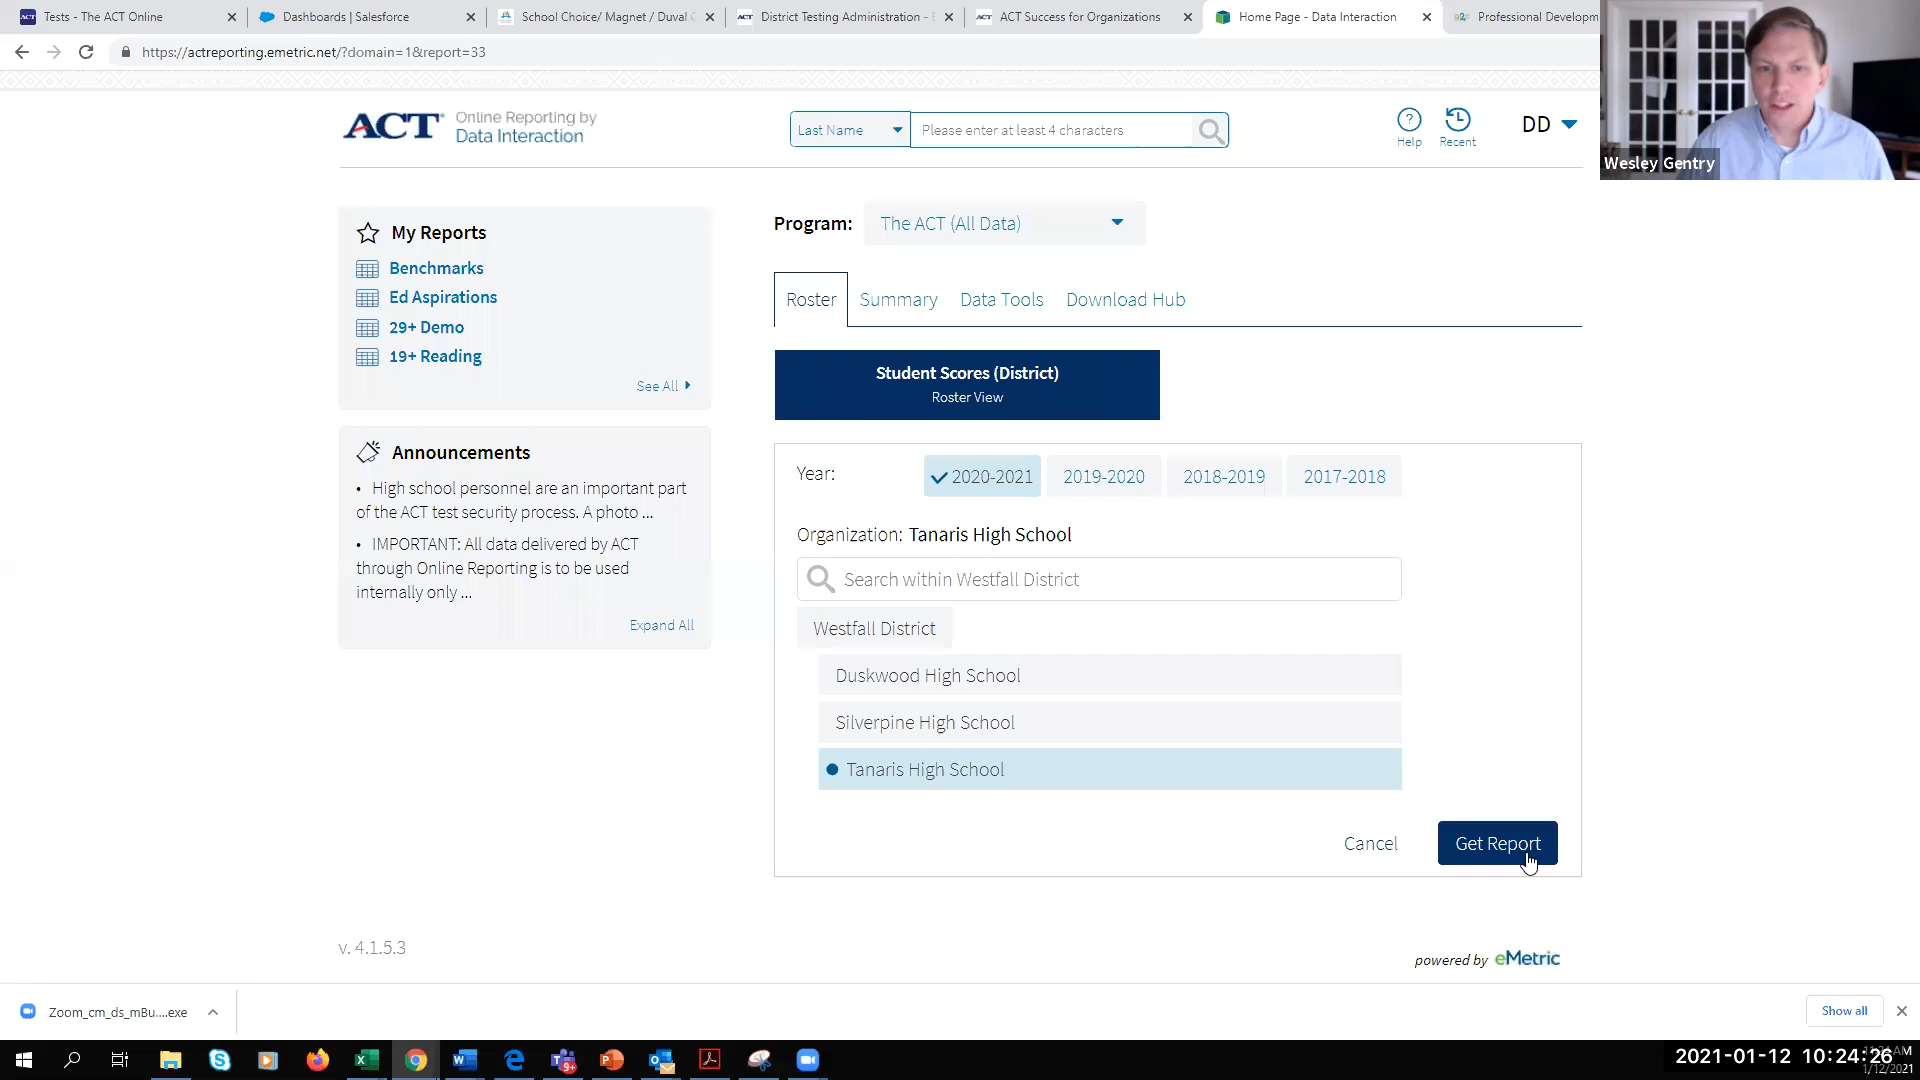 Tests - The ACT Online
Dashboards | Salesforce
School Choice/ Magnet / Duval C
District Testing Administration - E
ACT Success for Organizations
Home Page - Data Interaction
Professional Developm
https://actreporting.emetric.net/?domain=1&report=33
Wesley Gentry
ACT
Online Reporting by
Data Interaction
Last Name
Please enter at least 4 characters
Help
Recent
DD
My Reports
Benchmarks
Ed Aspirations
29+ Demo
19+ Reading
See All
Announcements
• High school personnel are an important part
of the ACT test security process. A photo ...
• IMPORTANT: All data delivered by ACT
through Online Reporting is to be used
internally only ...
Expand All
Program: The ACT (All Data)
Roster Summary Data Tools Download Hub
Student Scores (District)
Roster View
Year: 2020-2021 2019-2020 2018-2019 2017-2018
Organization: Tanaris High School
Search within Westfall District
Westfall District
Duskwood High School
Silverpine High School
Tanaris High School
Cancel Get Report
v. 4.1.5.3
powered by eMetric
Zoom_cm_ds_mBu....exe
Show all
2021-01-12 10:24:26
1/12/2021